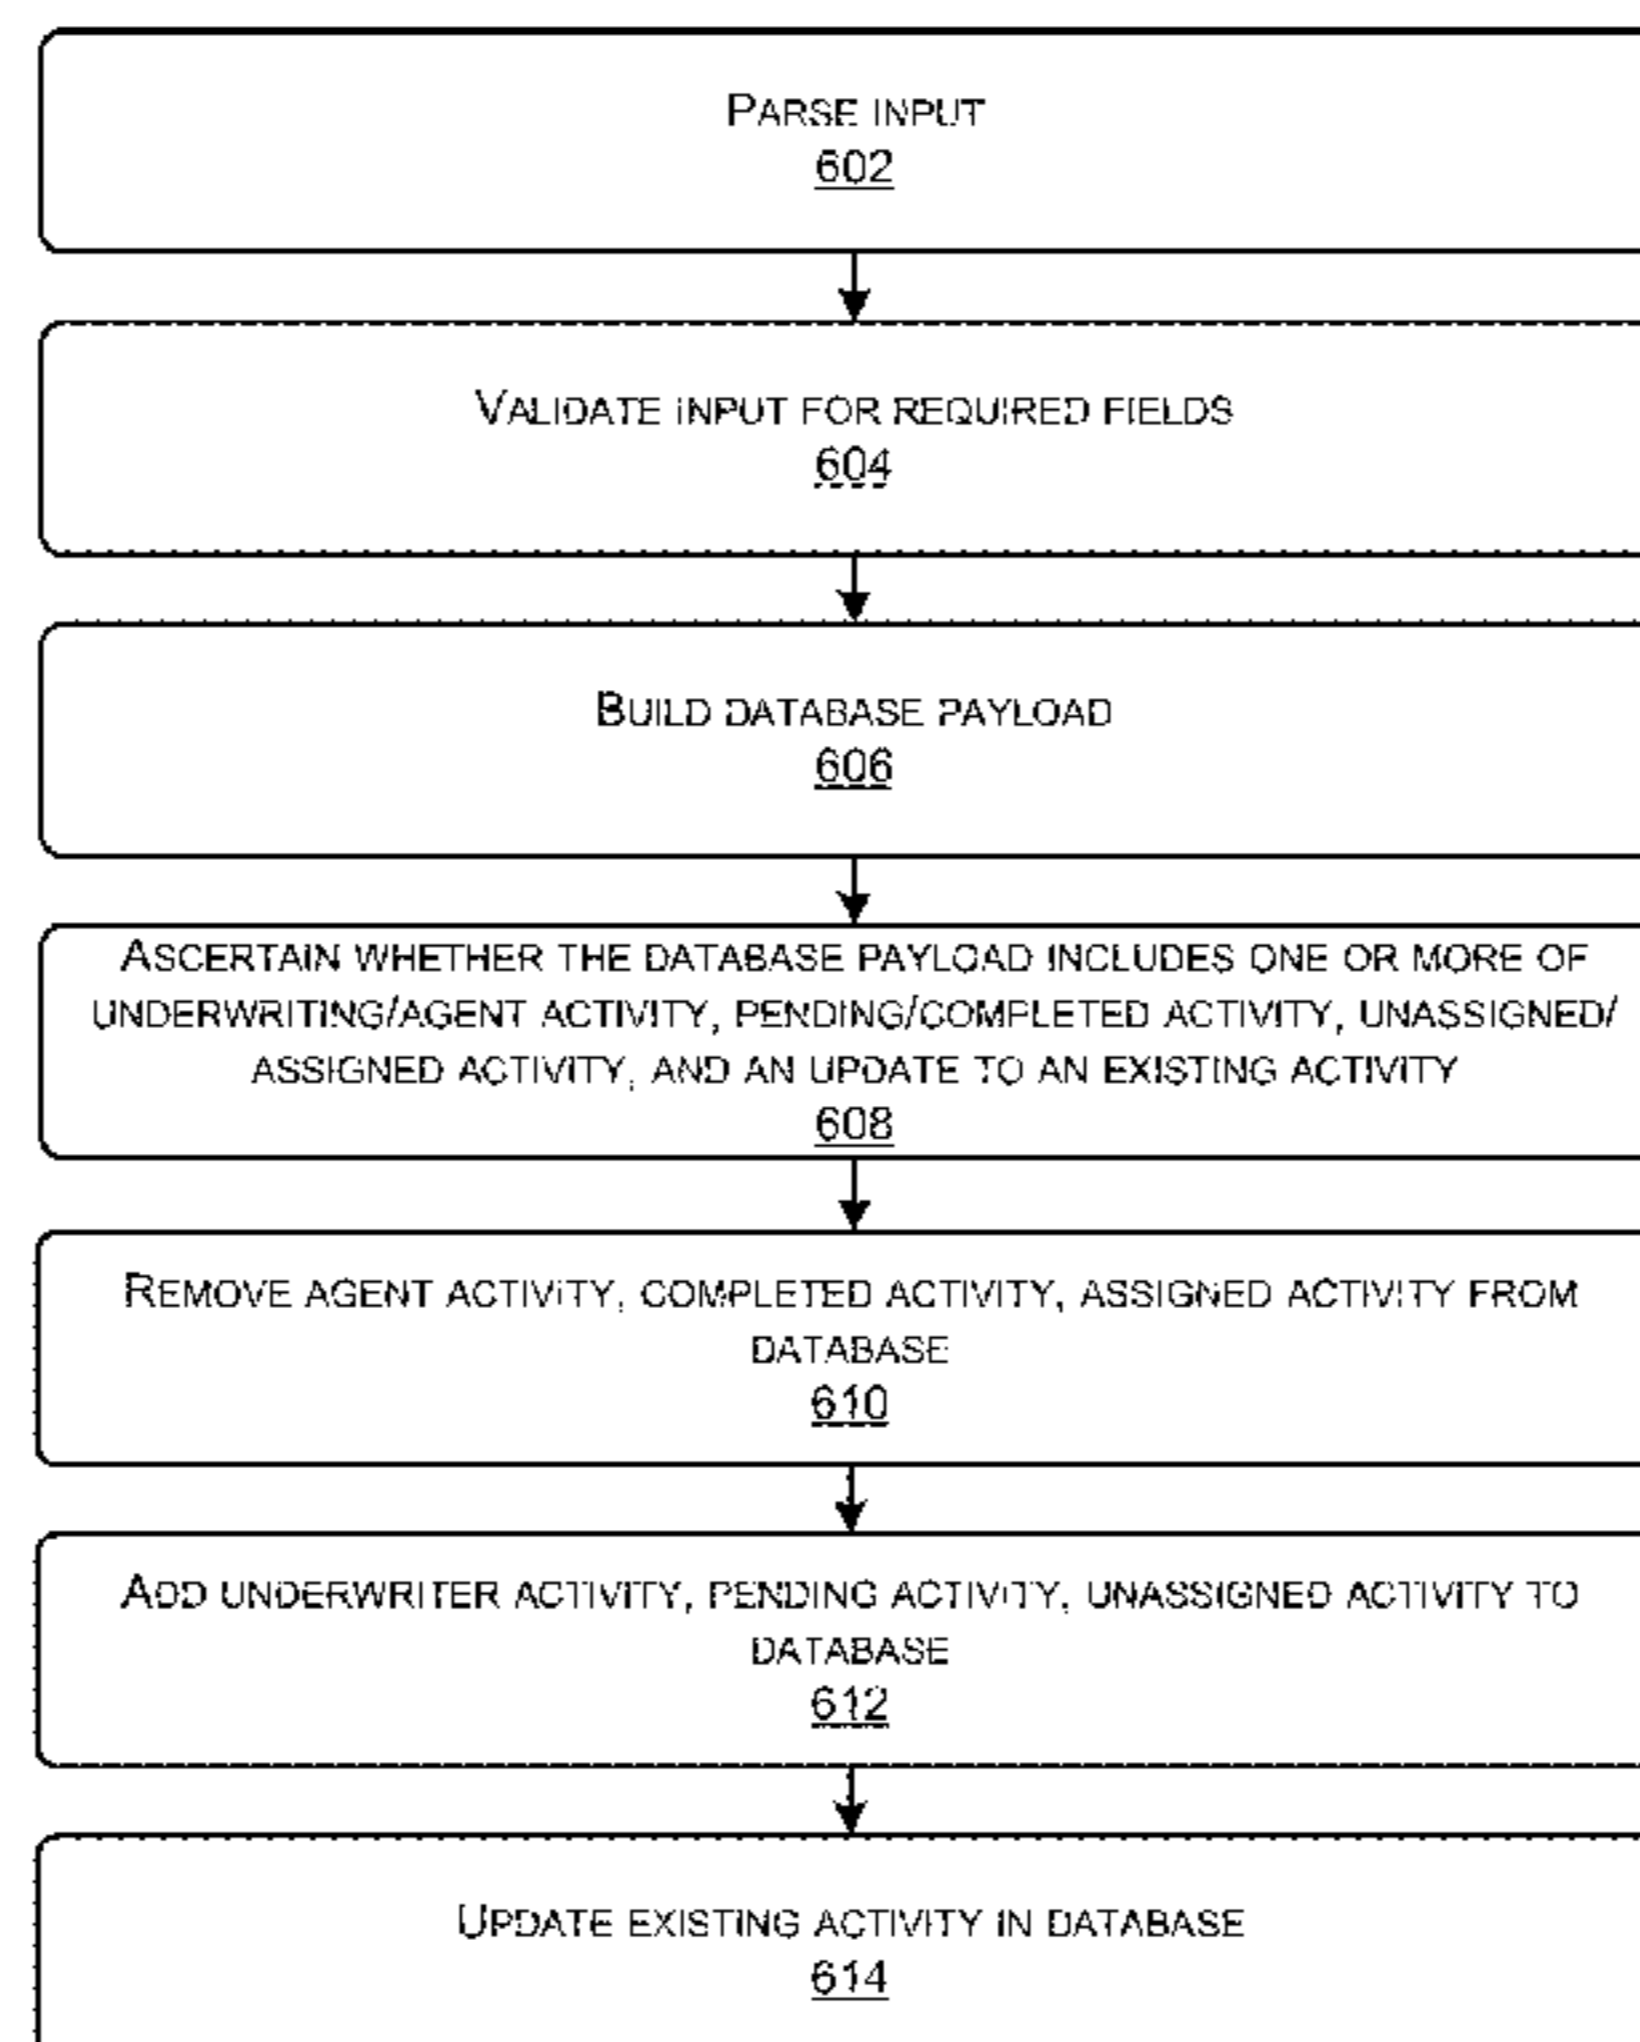 PARSE INPUT
602
VALIDATE INPUT FOR REQUIRED FIELDS
604
BUILD DATABASE PAYLOAD
606
ASCERTAIN WHETHER THE DATABASE PAYLOAD INCLUDES ONE OR MORE OF
UNDERWRITING/AGENT ACTIVITY, PENDING/COMPLETED ACTIVITY, UNASSIGNED/
ASSIGNED ACTIVITY, AND AN UPDATE TO AN EXISTING ACTIVITY
608
REMOVE AGENT ACTIVITY, COMPLETED ACTIVITY, ASSIGNED ACTIVITY FROM
DATABASE
610
ADD UNDERWRITER ACTIVITY, PENDING ACTIVITY, UNASSIGNED ACTIVITY TO
DATABASE
612
UPDATE EXISTING ACTIVITY IN DATABASE
614